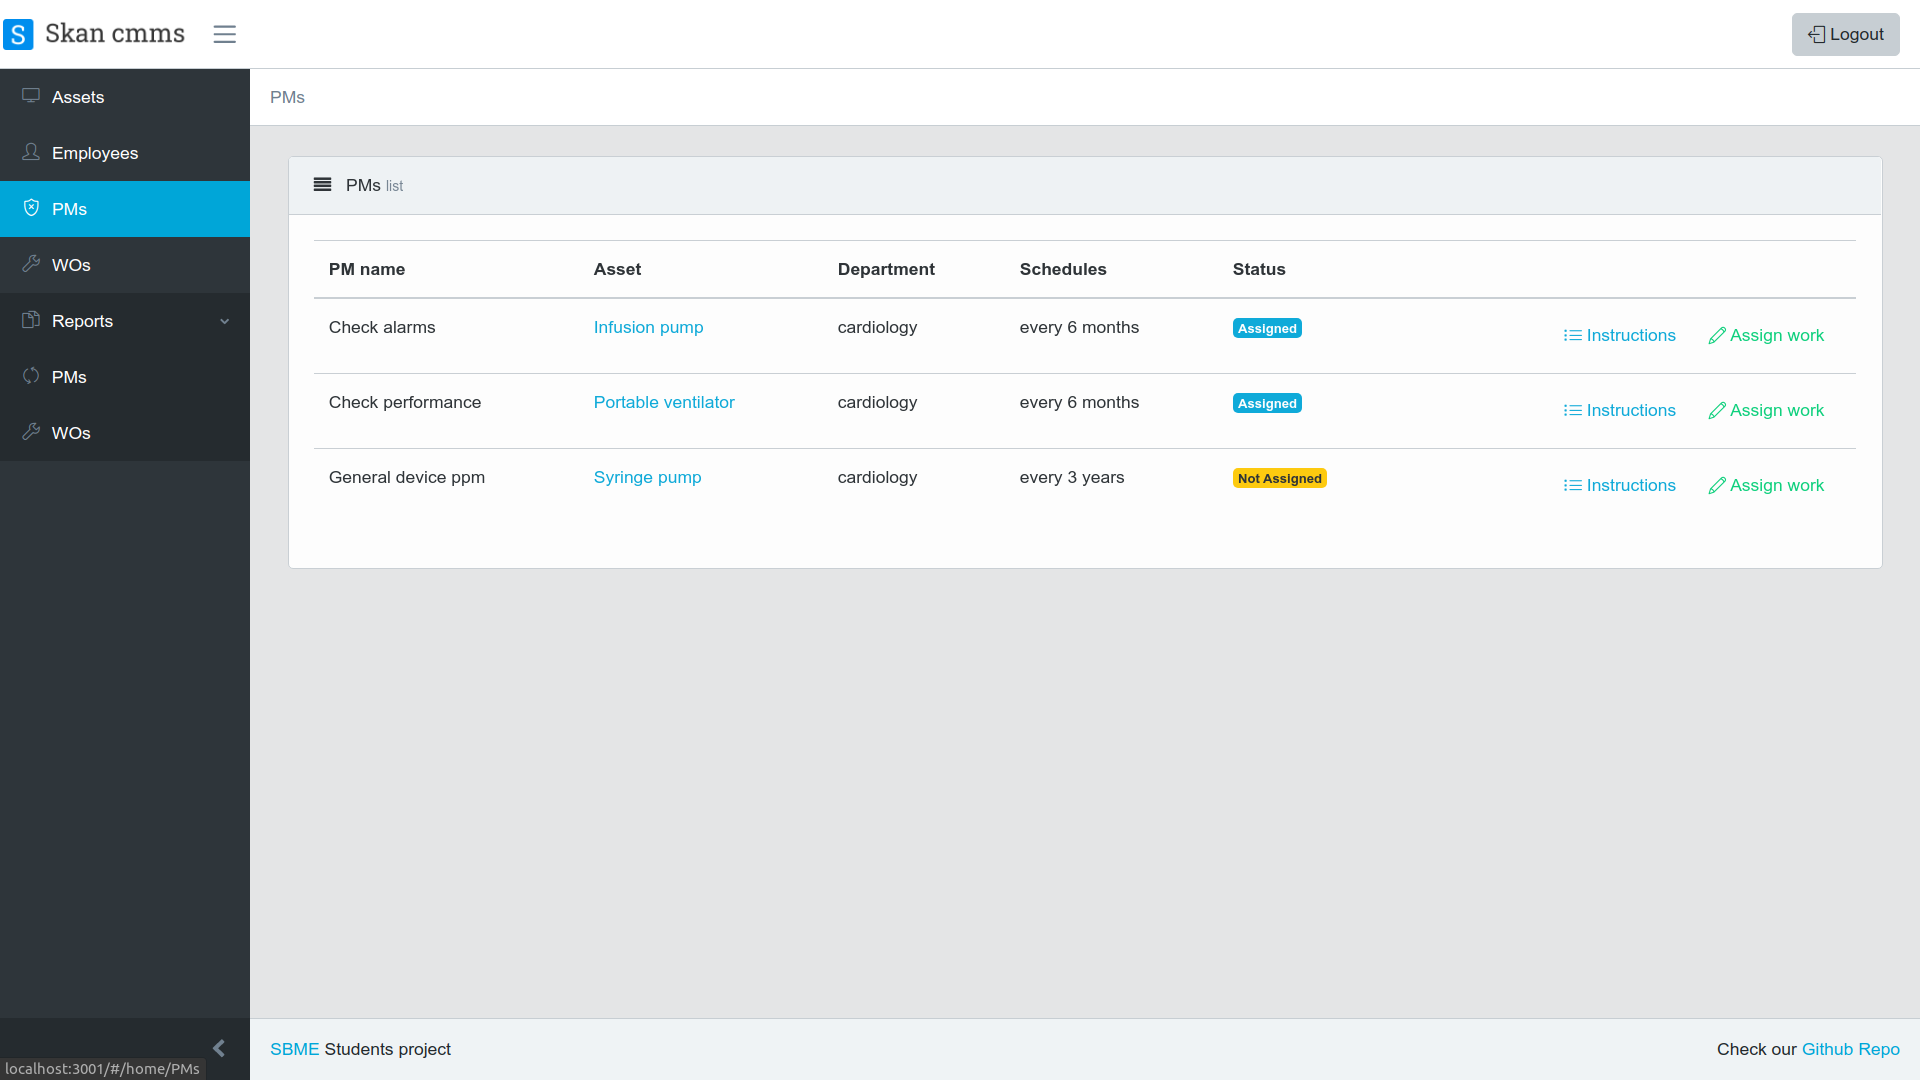 S Skan cmms
Logout
Assets
Employees
PMs
WOs
Reports
PMs
WOs
PMs
PMs list
PM name Asset Department Schedules Status
Check alarms Infusion pump cardiology every 6 months Assigned Instructions Assign work
Check performance Portable ventilator cardiology every 6 months Assigned Instructions Assign work
General device ppm Syringe pump cardiology every 3 years Not Assigned Instructions Assign work
SBME Students project
Check our Github Repo
localhost:3001/#/home/PMs